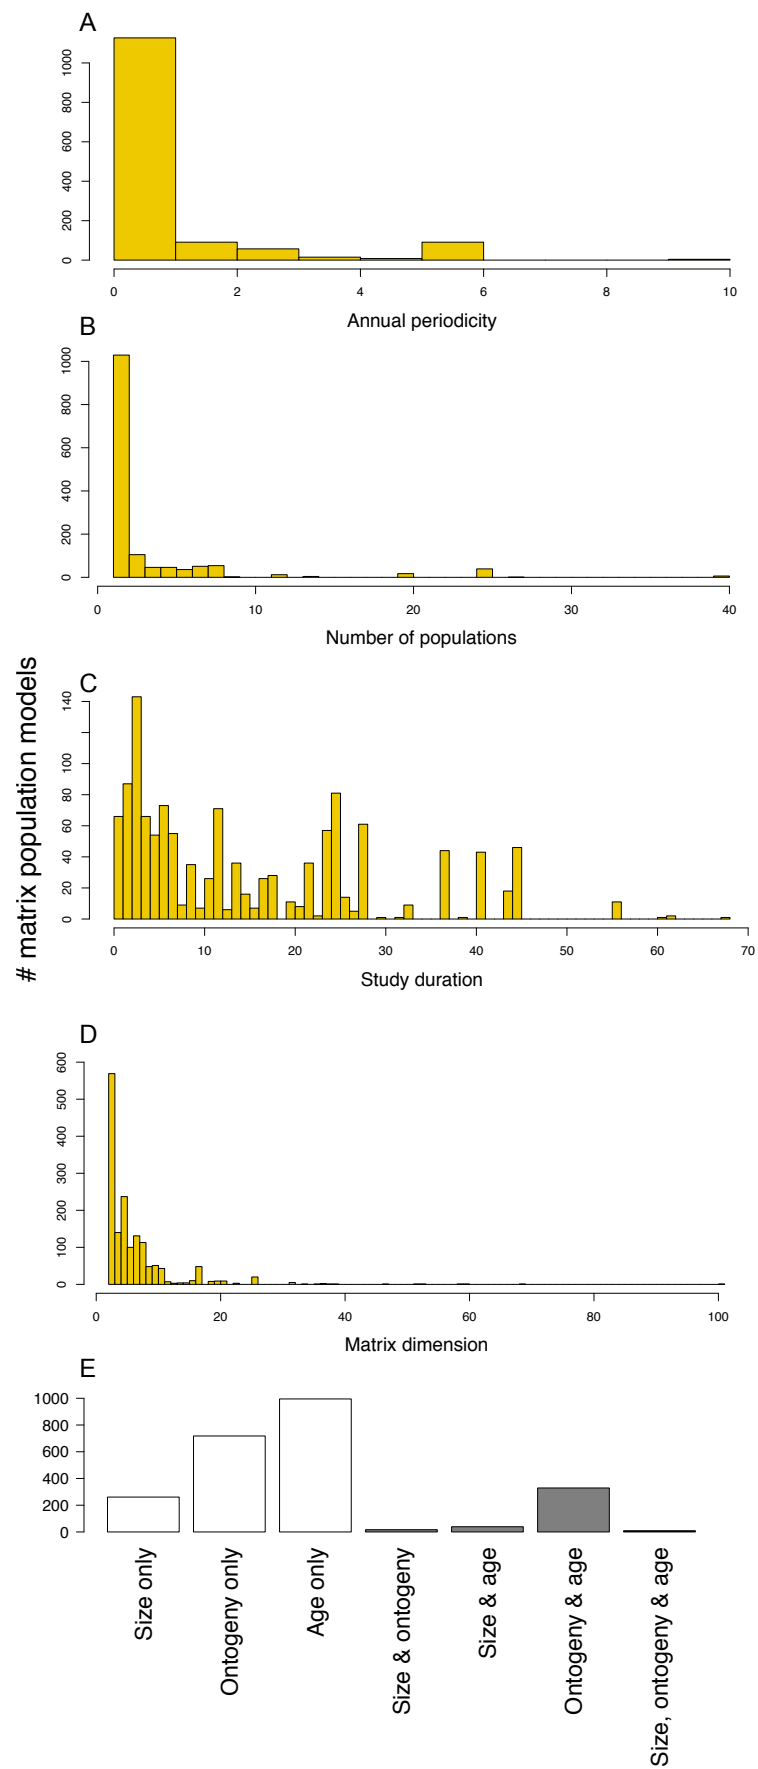 A
1000
800
600
400
200
0
0 2 4 6 8 10
Annual periodicity
B
1000
800
600
400
200
0
0 10 20 30 40
Number of populations
# matrix population models
C
140
100
80
60
40
20
0
0 10 20 30 40 50 60 70
Study duration
D
600
500
400
300
200
100
0
0 20 40 60 80 100
Matrix dimension
E
1000
800
600
400
200
0
Size only
Ontogeny only
Age only
Size & ontogeny
Size & age
Ontogeny & age
Size, ontogeny & age